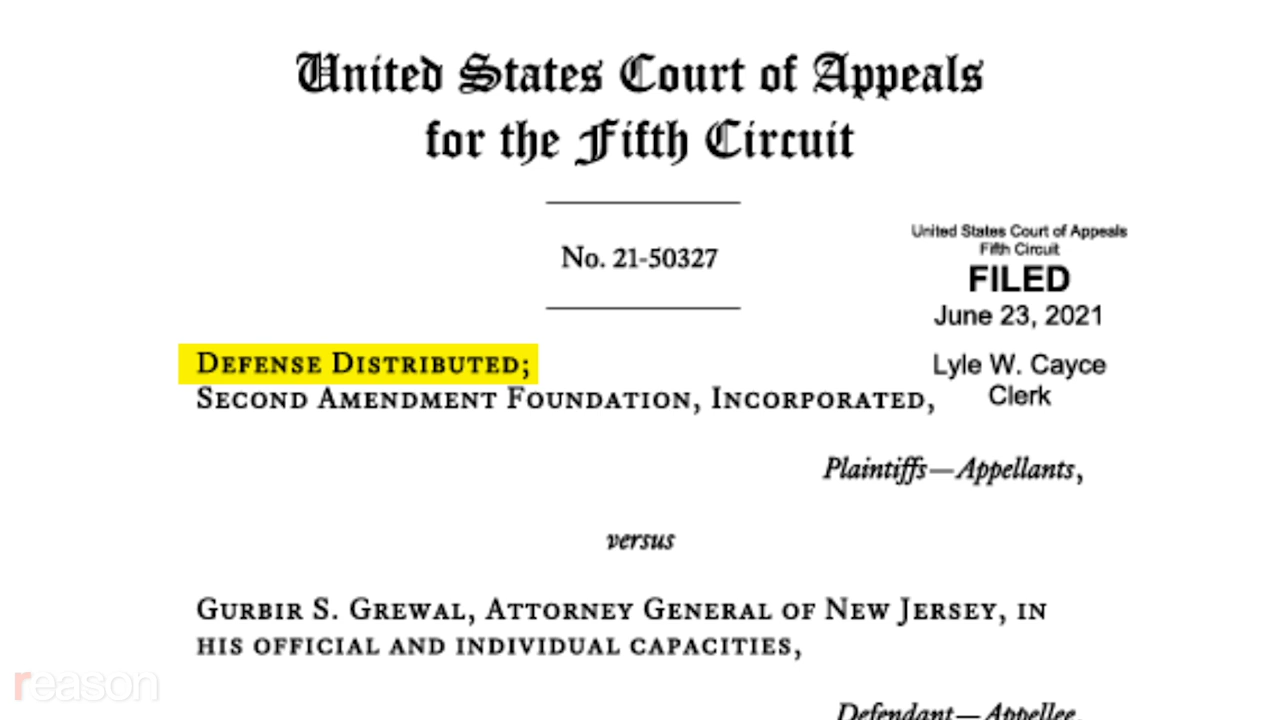 United States Court of Appeals
for the Fifth Circuit
No. 21-50327
United States Court of Appeals
Fifth Circuit
FILED
June 23, 2021
Lyle W. Cayce
Clerk
Defense Distributed;
Second Amendment Foundation, Incorporated,
Plaintiffs—Appellants,
versus
Gurbir S. Grewal, Attorney General of New Jersey, in
his official and individual capacities,
Defendant—Appellee.
reason